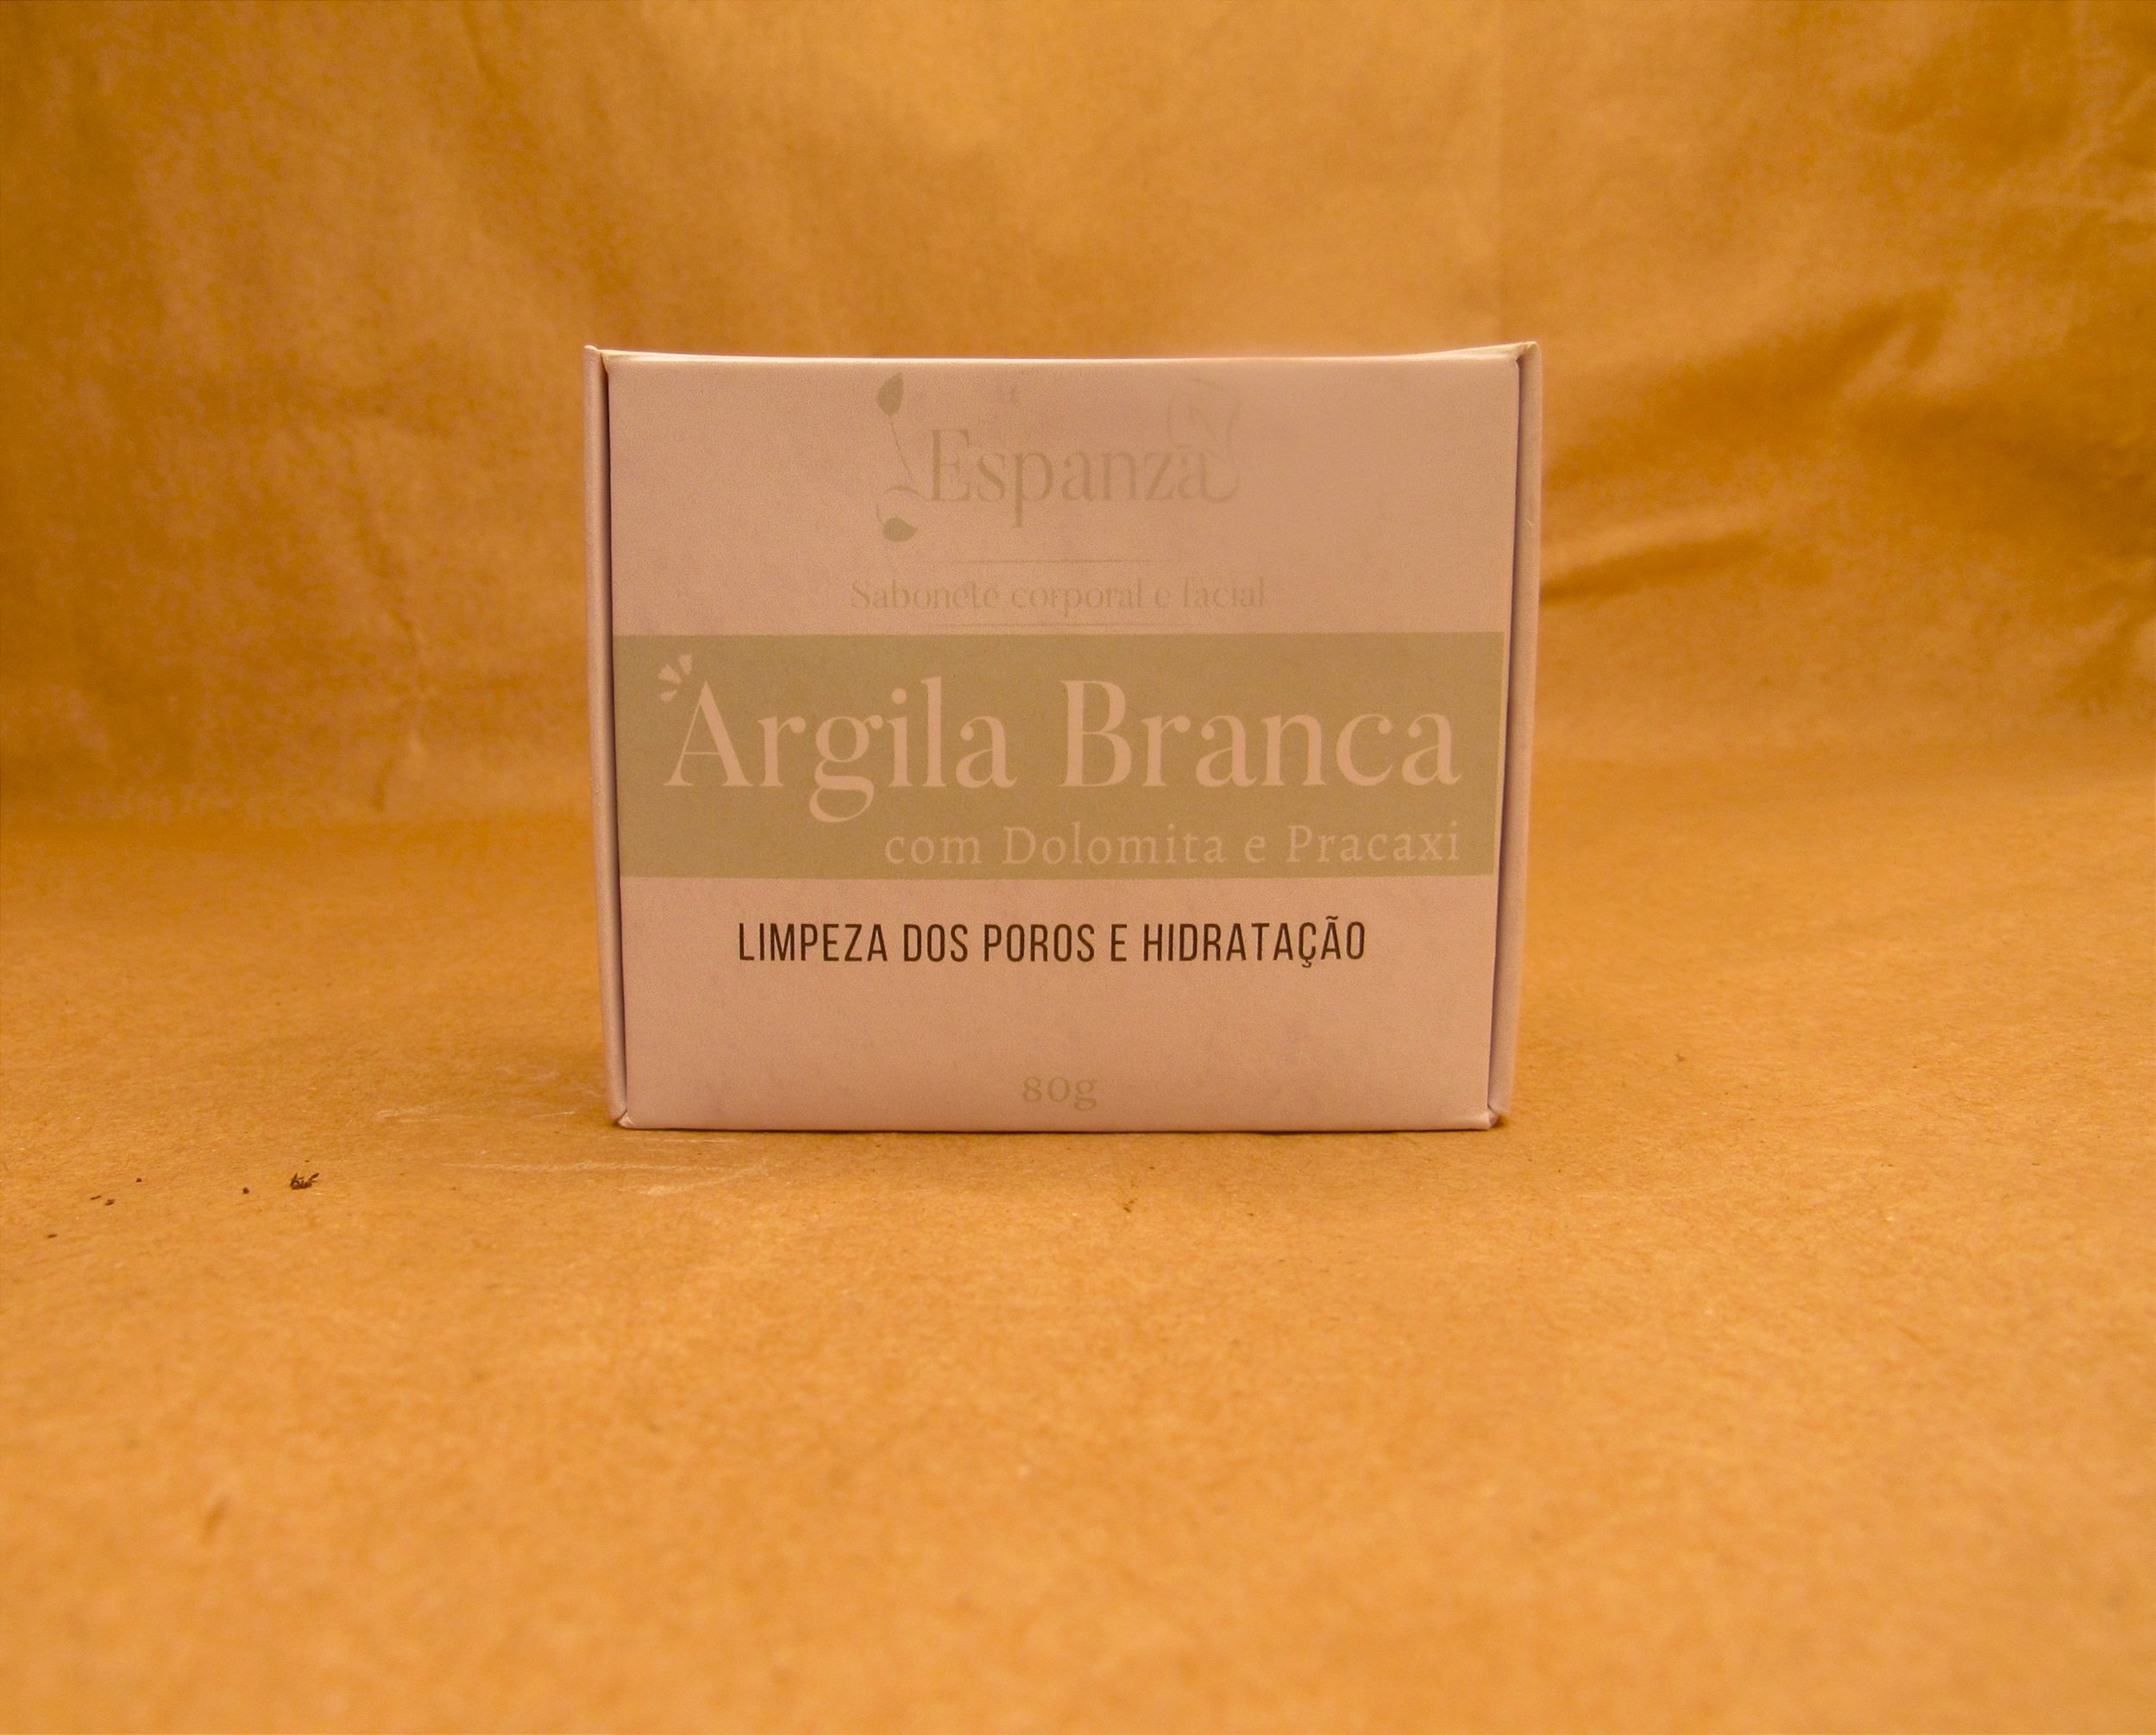 Espanza
Sabonete corporal e facial
Argila Branca
com Dolomita e Pracaxi
LIMPEZA DOS POROS E HIDRATAÇÃO
80g